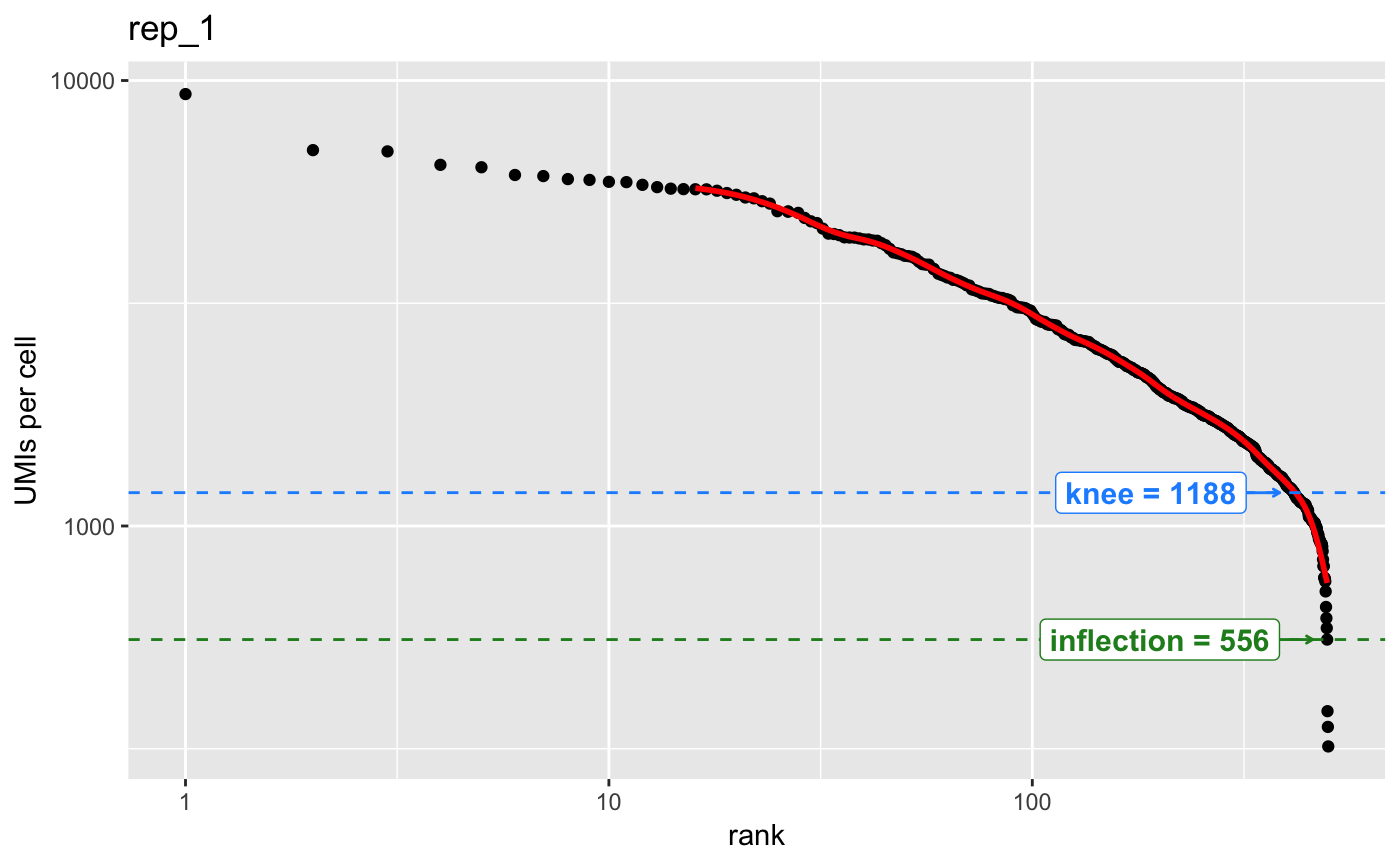 rep_1
10000
1000
UMIs per cell
knee = 1188
inflection = 556
1
10
100
rank